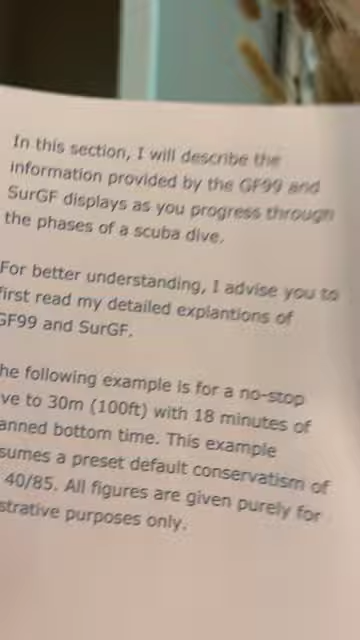 In this section, I will describe the
information provided by the GF99 and
SurGF displays as you progress through
the phases of a scuba dive.
For better understanding, I advise you to
first read my detailed explantions of
GF99 and SurGF.
he following example is for a no-stop
ve to 30m (100ft) with 18 minutes of
anned bottom time. This example
sumes a preset default conservatism of
40/85. All figures are given purely for
strative purposes only.